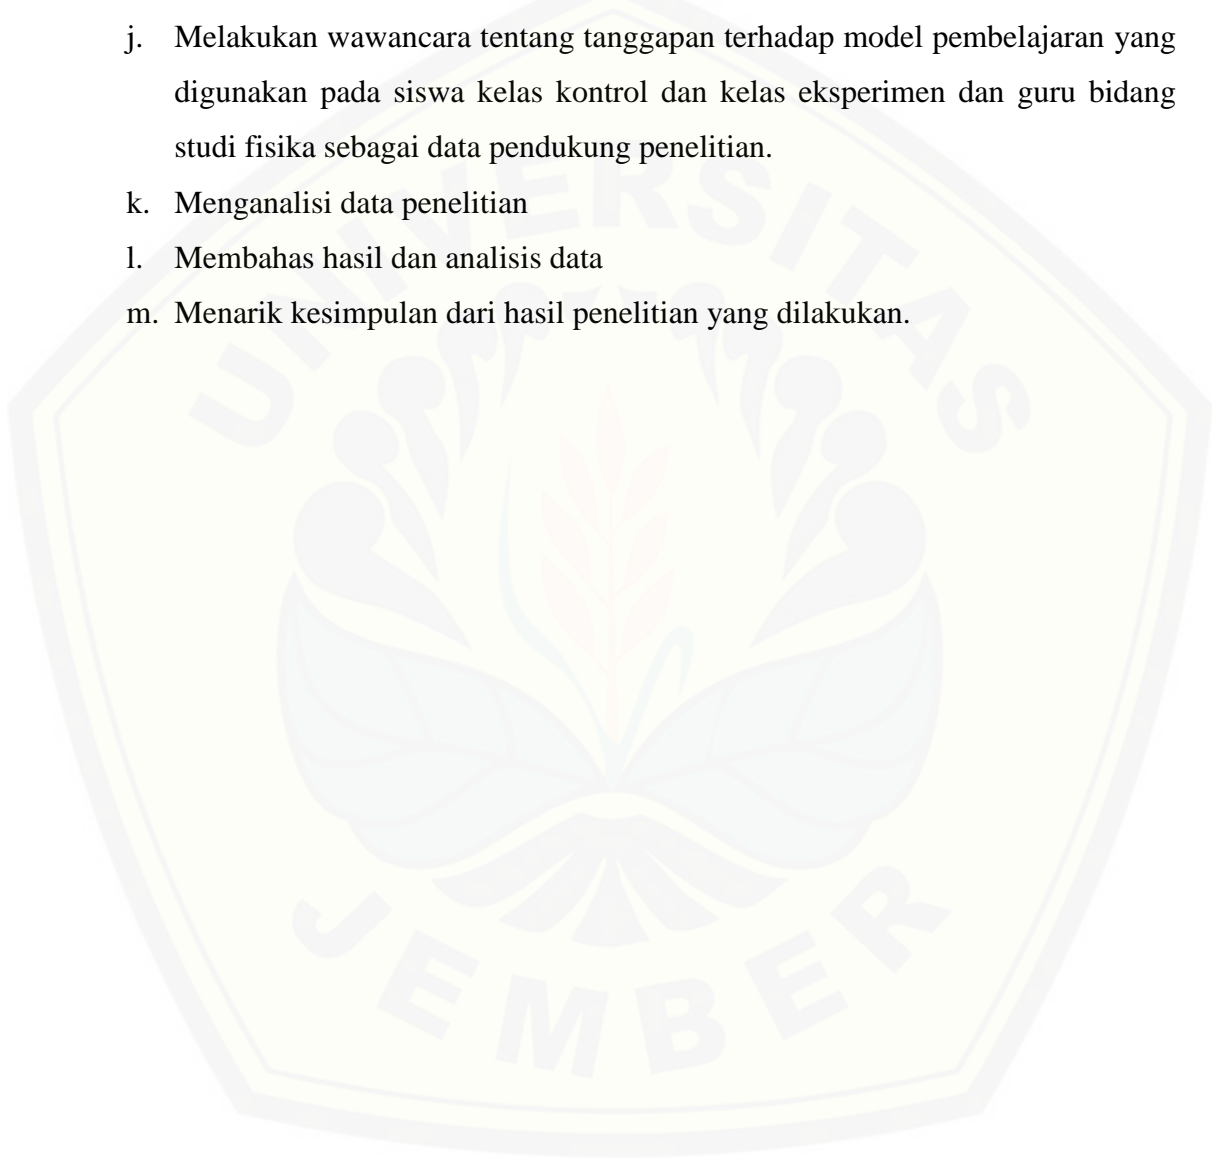 j. Melakukan wawancara tentang tanggapan terhadap model pembelajaran yang
digunakan pada siswa kelas kontrol dan kelas eksperimen dan guru bidang
studi fisika sebagai data pendukung penelitian.
k. Menganalisi data penelitian
l. Membahas hasil dan analisis data
m. Menarik kesimpulan dari hasil penelitian yang dilakukan.
UNIVERSITAS
JEMBER